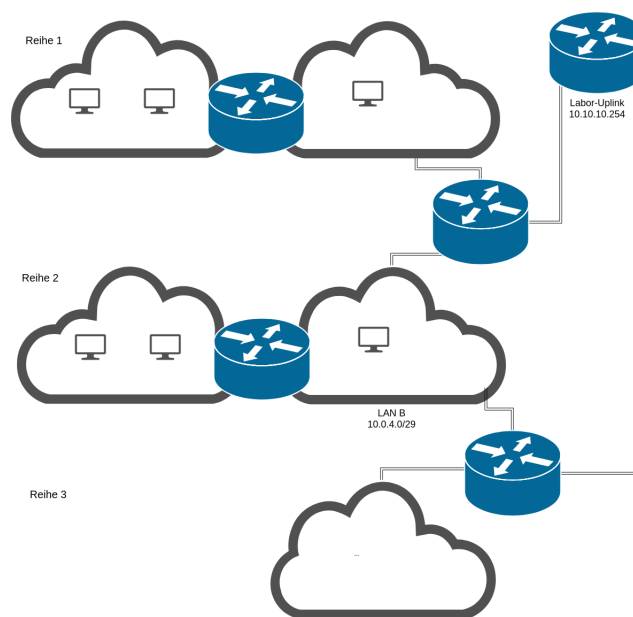 Reihe 1
Labor-Uplink
10.10.10.254
Reihe 2
LAN B
10.0.4.0/29
Reihe 3
...